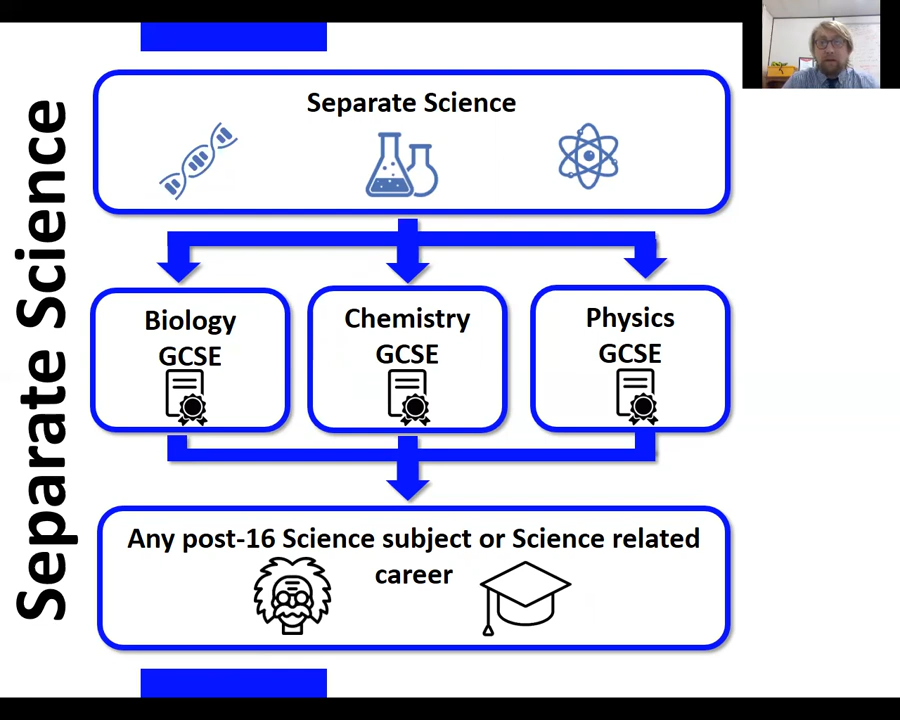 Separate Science
Separate Science
Biology
GCSE
Chemistry
GCSE
Physics
GCSE
Any post-16 Science subject or Science related
career